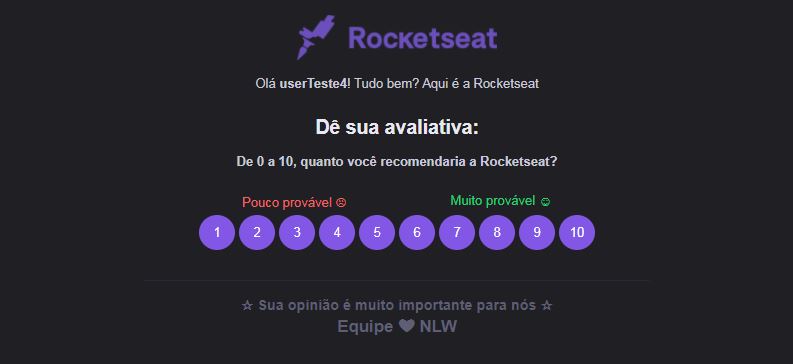 Rocketseat
Olá userTeste4! Tudo bem? Aqui é a Rocketseat
Dê sua avaliativa:
De 0 a 10, quanto você recomendaria a Rocketseat?
Pouco provável ☹ Muito provável ☺
1 2 3 4 5 6 7 8 9 10
☆ Sua opinião é muito importante para nós ☆
Equipe ♥ NLW